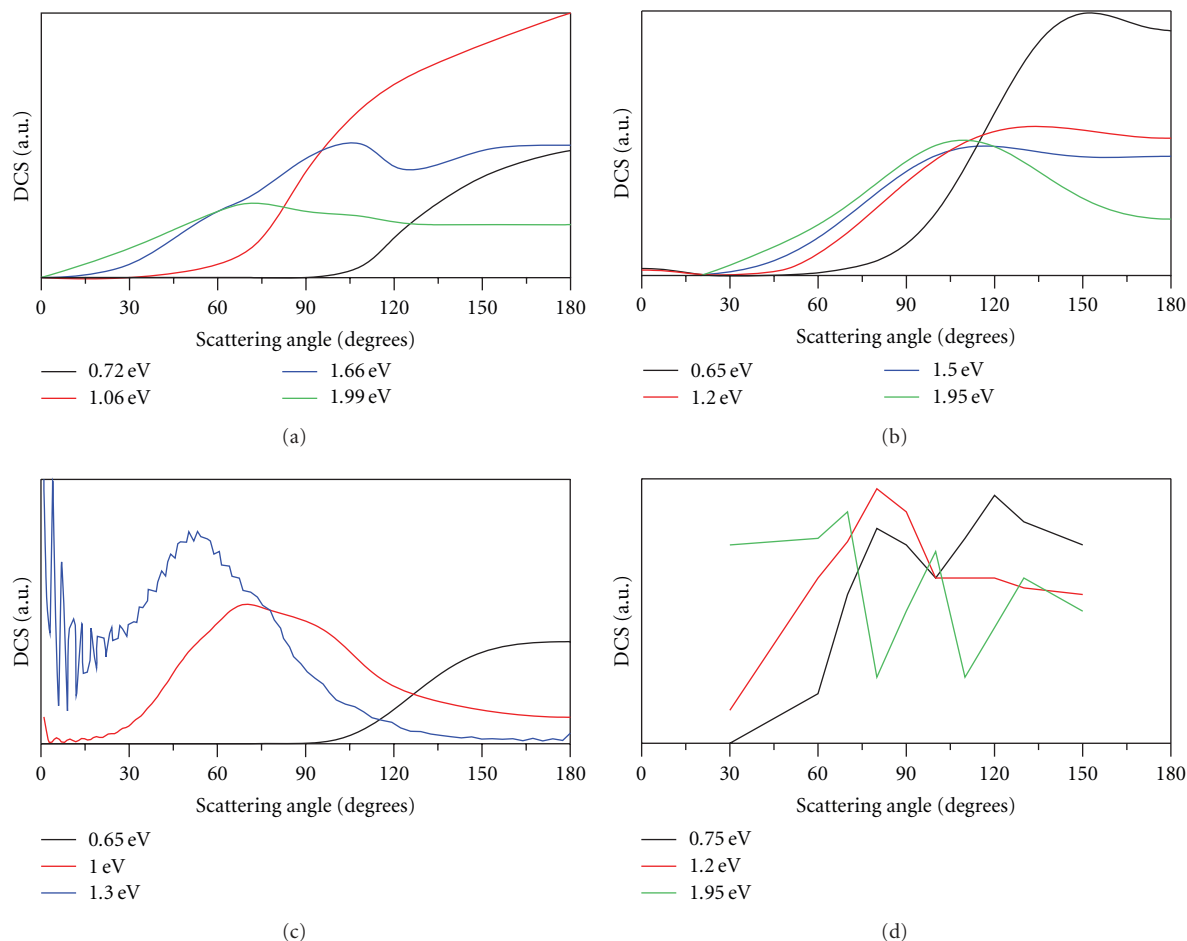 DCS (a.u.)
0 30 60 90 120 150 180
Scattering angle (degrees)
0.72 eV 1.66 eV
1.06 eV 1.99 eV
(a)
DCS (a.u.)
0 30 60 90 120 150 180
Scattering angle (degrees)
0.65 eV 1.5 eV
1.2 eV 1.95 eV
(b)
DCS (a.u.)
0 30 60 90 120 150 180
Scattering angle (degrees)
0.65 eV
1 eV
1.3 eV
(c)
DCS (a.u.)
0 30 60 90 120 150 180
Scattering angle (degrees)
0.75 eV
1.2 eV
1.95 eV
(d)